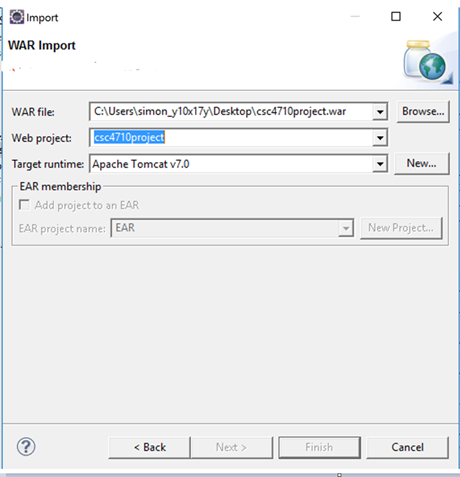 Import
WAR Import
WAR file: C:\Users\simon_y10x17y\Desktop\csc4710project.war Browse...
Web project: csc4710project
Target runtime: Apache Tomcat v7.0 New...
EAR membership
Add project to an EAR
EAR project name: EAR New Project...
< Back Next > Finish Cancel